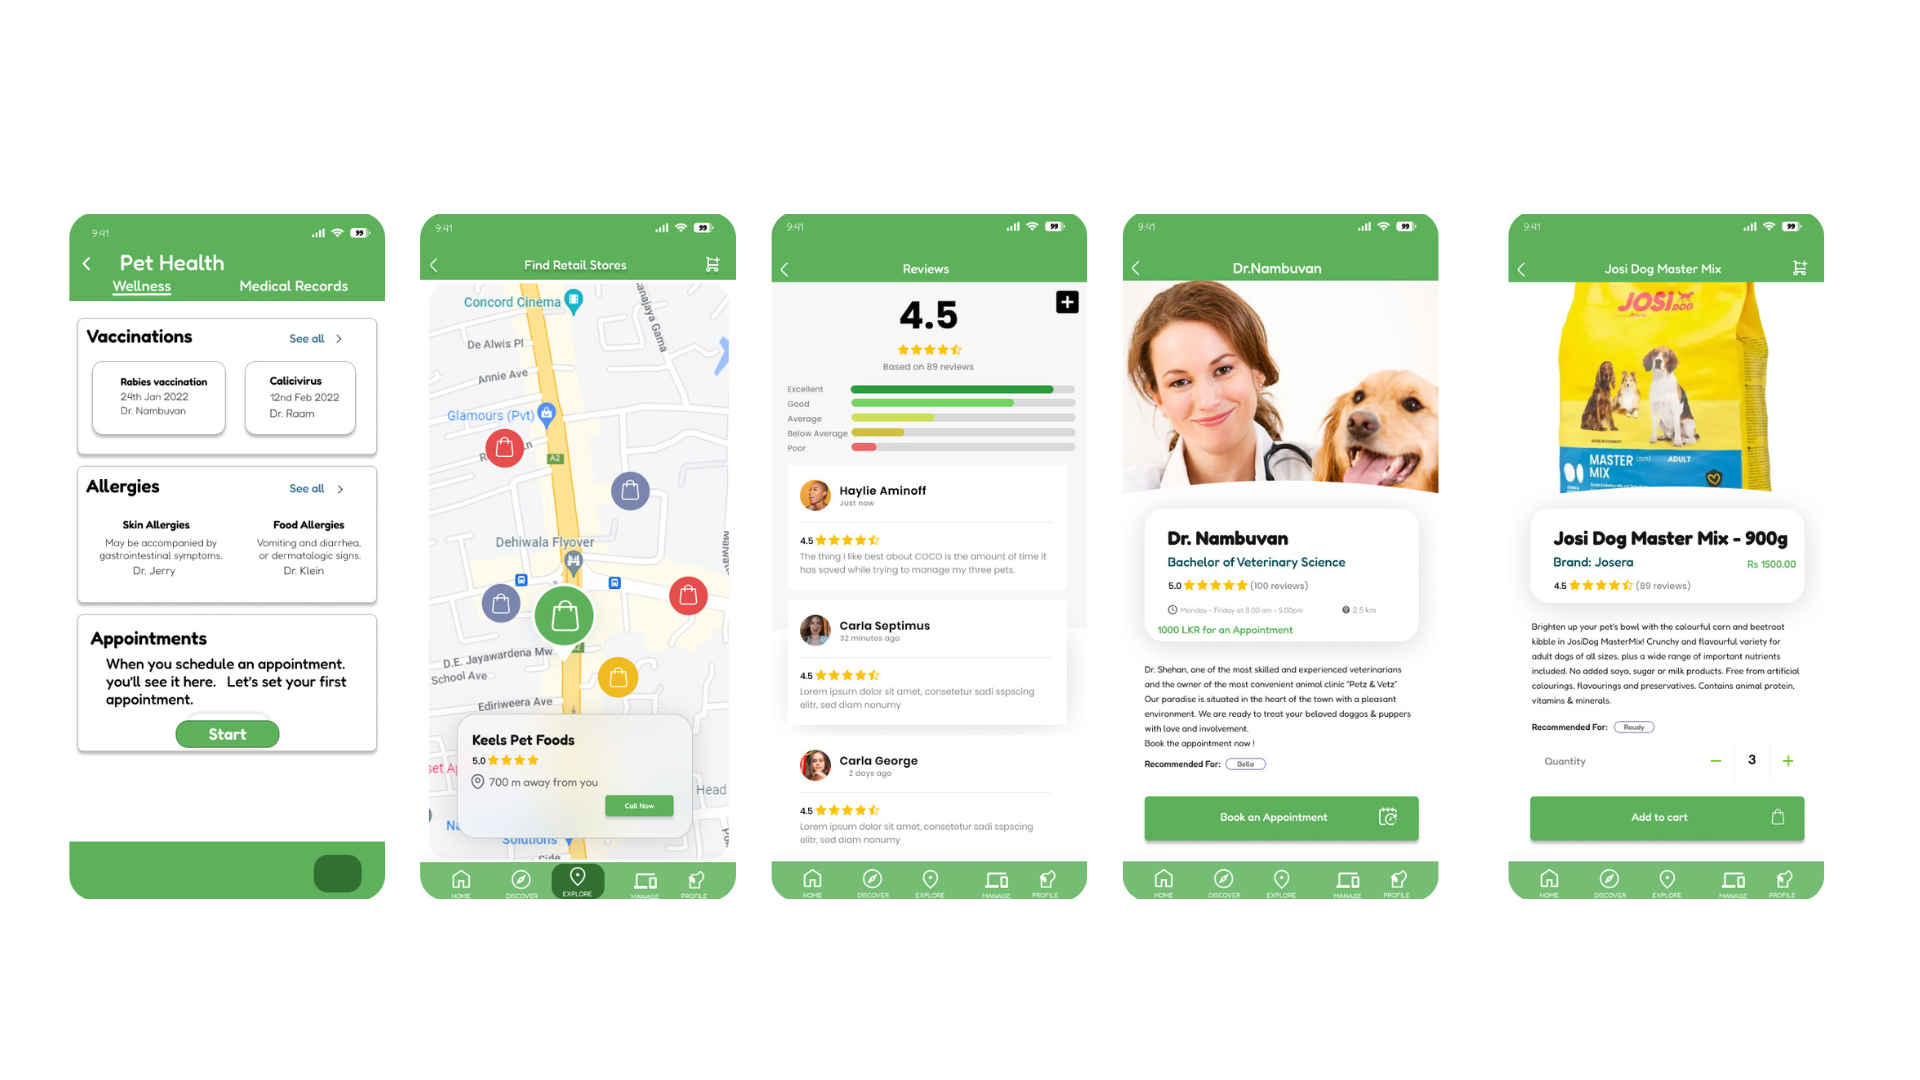 9:41
99
Pet Health
Wellness
Medical Records
Vaccinations
See all
Rabies vaccination
24th Jan 2022
Dr. Nambuvan
Calicivirus
12nd Feb 2022
Dr. Raam
Allergies
See all
Skin Allergies
May be accompanied by
gastrointestinal symptoms.
Dr. Jerry
Food Allergies
Vomiting and diarrhea,
or dermatologic signs.
Dr. Klein
Appointments
When you schedule an appointment.
you'll see it here. Let's set your first
appointment.
Start
9:41
99
Find Retail Stores
Concord Cinema
De Alwis Pl
Annie Ave
Glamours (Pvt)
A2
Dehiwala Flyover
D.E. Jayawardena Mw
School Ave
Ediriweera Ave
Keels Pet Foods
5.0
700 m away from you
Call Now
Head
Solutions
Side
HOME
DISCOVER
EXPLORE
MANAGE
PROFILE
9:41
99
Reviews
4.5
Based on 89 reviews
Excellent
Good
Average
Below Average
Poor
Haylie Aminoff
Just now
4.5
The thing I like best about COCO is the amount of time it
has saved while trying to manage my three pets.
Carla Septimus
32 minutes ago
4.5
Lorem ipsum dolor sit amet, consetetur sadi sspscing
elitr, sed diam nonumy
Carla George
2 days ago
4.5
Lorem ipsum dolor sit amet, consetetur sadi sspscing
elitr, sed diam nonumy
HOME
DISCOVER
EXPLORE
MANAGE
PROFILE
9:41
99
Dr.Nambuvan
Dr. Nambuvan
Bachelor of Veterinary Science
5.0
(100 reviews)
Monday - Friday at 8.00 am - 5.00pm
2.5 km
1000 LKR for an Appointment
Dr. Shehan, one of the most skilled and experienced veterinarians
and the owner of the most convenient animal clinic "Petz & Vetz"
Our paradise is situated in the heart of the town with a pleasant
environment. We are ready to treat your beloved doggos & puppers
with love and involvement.
Book the appointment now !
Recommended For:
Bella
Book an Appointment
HOME
DISCOVER
EXPLORE
MANAGE
PROFILE
9:41
99
Josi Dog Master Mix
JOSI
DOG
MASTER
MIX
ADULT
Josi Dog Master Mix - 900g
Brand: Josera
Rs 1500.00
4.5
(89 reviews)
Brighten up your pet's bowl with the colourful corn and beetroot
kibble in JosiDog MasterMix! Crunchy and flavourful variety for
adult dogs of all sizes, plus a wide range of important nutrients
included. No added soya, sugar or milk products. Free from artificial
colourings, flavourings and preservatives. Contains animal protein,
vitamins & minerals.
Recommended For:
Roudy
Quantity
3
Add to cart
HOME
DISCOVER
EXPLORE
MANAGE
PROFILE